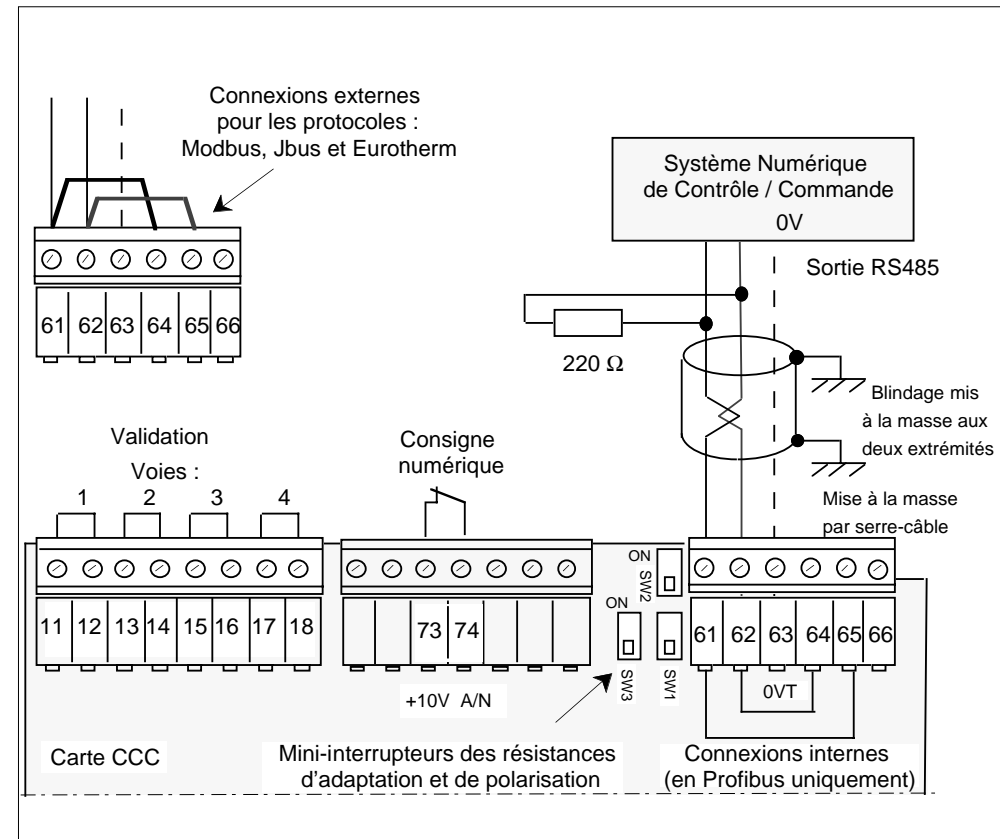 Connexions externes
pour les protocoles :
Modbus, Jbus et Eurotherm
61 62 63 64 65 66
Système Numérique
de Contrôle / Commande
0V
Sortie RS485
220 Ω
Blindage mis
à la masse aux
deux extrémités
Mise à la masse
par serre-câble
Validation
Voies :
1 2 3 4
Consigne
numérique
11 12 13 14 15 16 17 18
73 74
+10V A/N
ON
SW2
ON
SW3
SW1
61 62 63 64 65 66
0VT
Carte CCC
Mini-interrupteurs des résistances
d'adaptation et de polarisation
Connexions internes
(en Profibus uniquement)